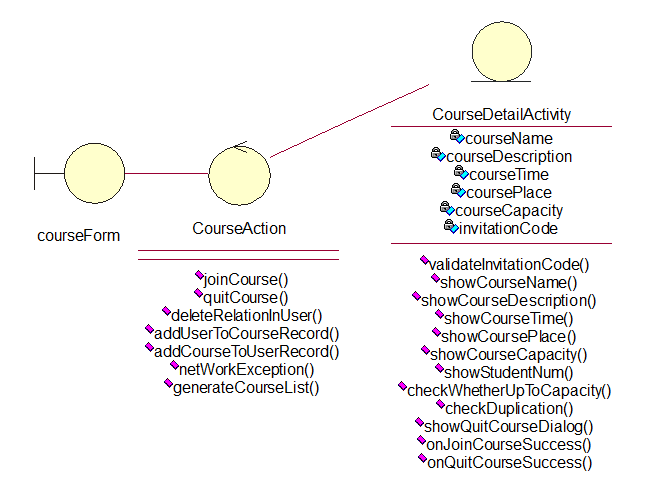 courseForm
CourseAction
joinCourse()
quitCourse()
deleteRelationInUser()
addUserToCourseRecord()
addCourseToUserRecord()
netWorkException()
generateCourseList()
CourseDetailActivity
courseName
courseDescription
courseTime
coursePlace
courseCapacity
invitationCode
validateInvitationCode()
showCourseName()
showCourseDescription()
showCourseTime()
showCoursePlace()
showCourseCapacity()
showStudentNum()
checkWhetherUpToCapacity()
checkDuplication()
showQuitCourseDialog()
onJoinCourseSuccess()
onQuitCourseSuccess()